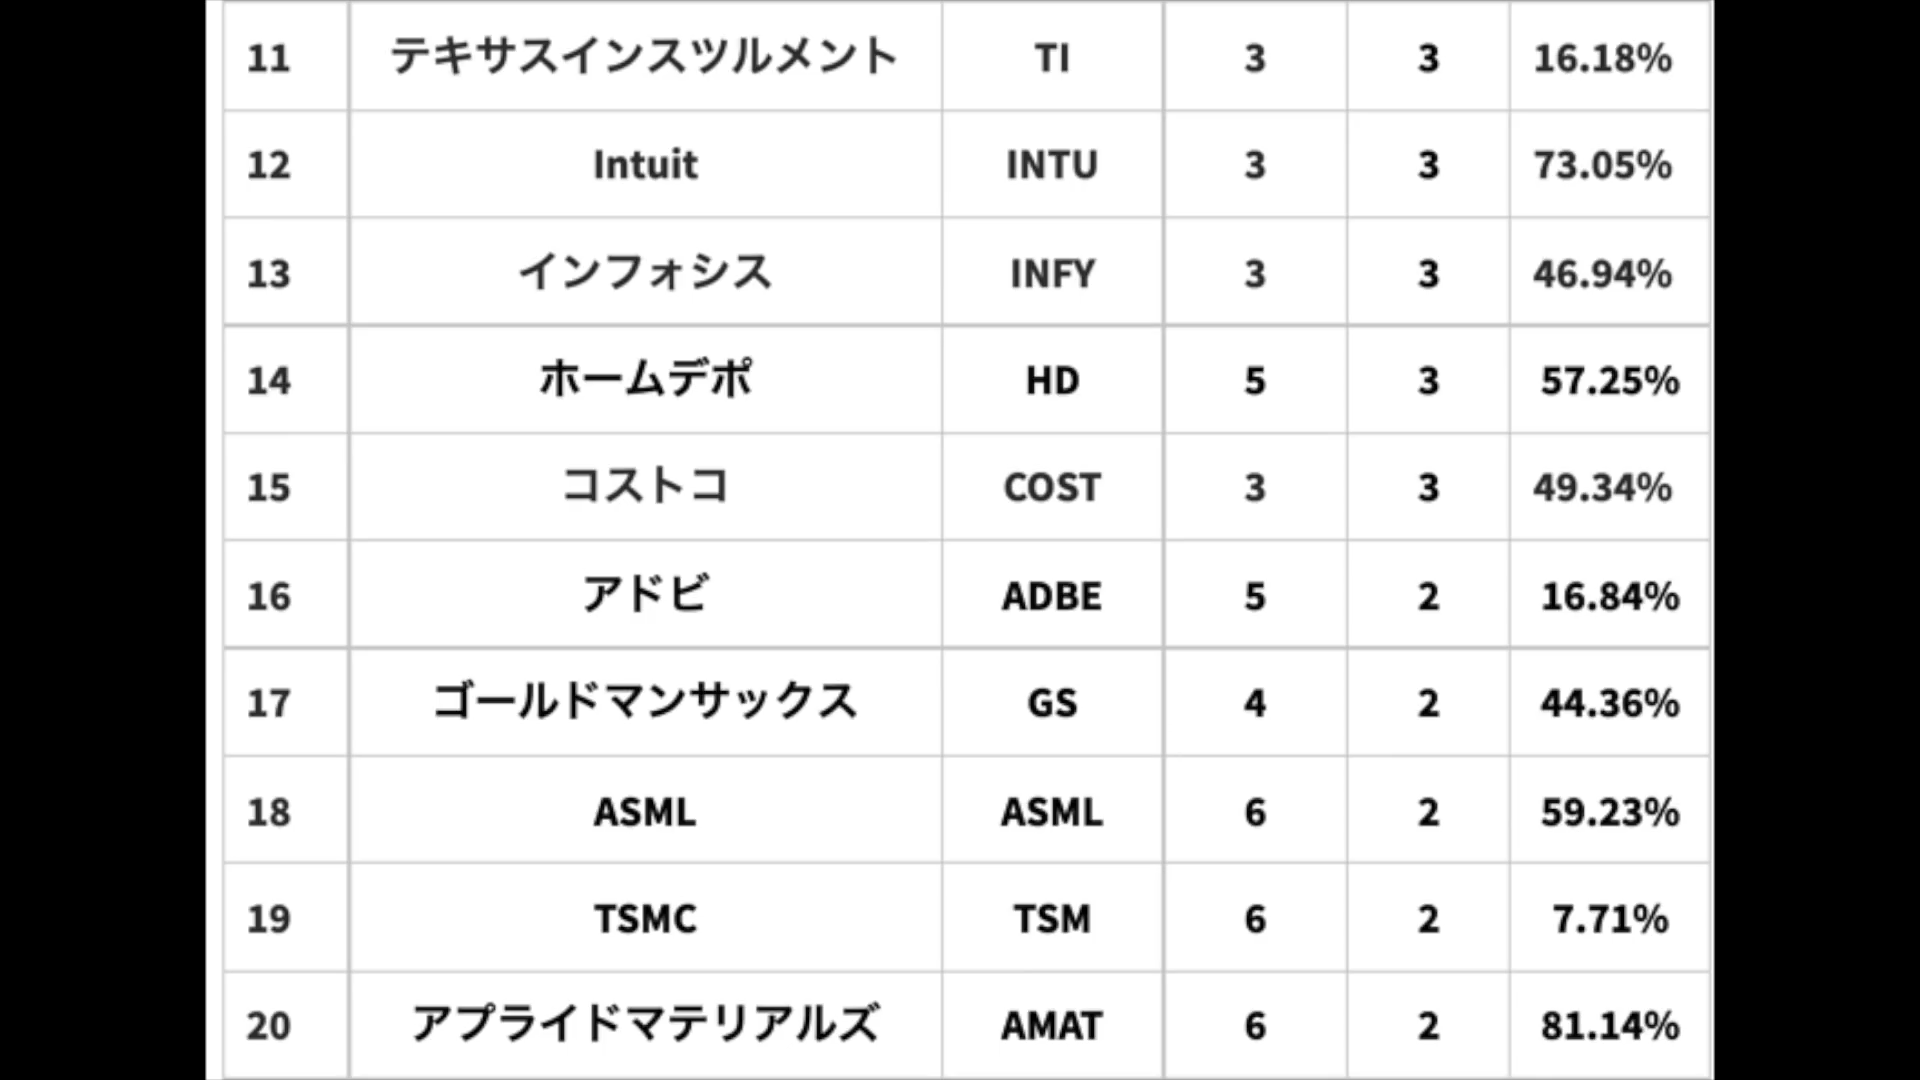 11 テキサスインスツルメント TI 3 3 16.18%
12 Intuit INTU 3 3 73.05%
13 インフォシス INFY 3 3 46.94%
14 ホームデポ HD 5 3 57.25%
15 コストコ COST 3 3 49.34%
16 アドビ ADBE 5 2 16.84%
17 ゴールドマンサックス GS 4 2 44.36%
18 ASML ASML 6 2 59.23%
19 TSMC TSM 6 2 7.71%
20 アプライドマテリアルズ AMAT 6 2 81.14%